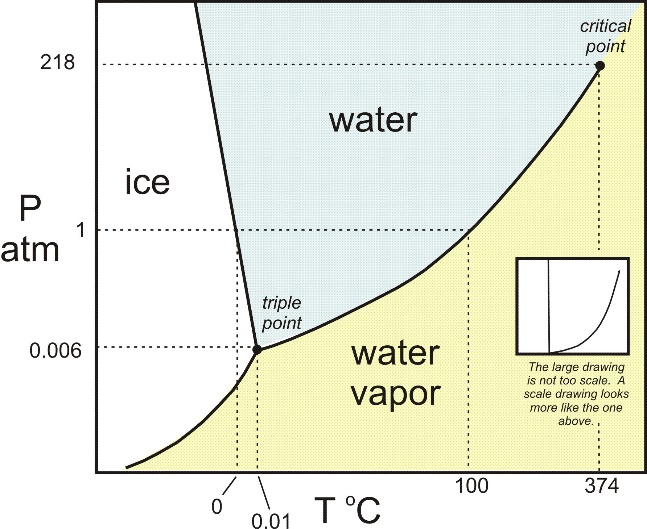 critical
point
218
water
ice
P
atm
1
triple
point
0.006
water
vapor
The large drawing
is not too scale. A
scale drawing looks
more like the one
above.
0
0.01
T ºC
100
374